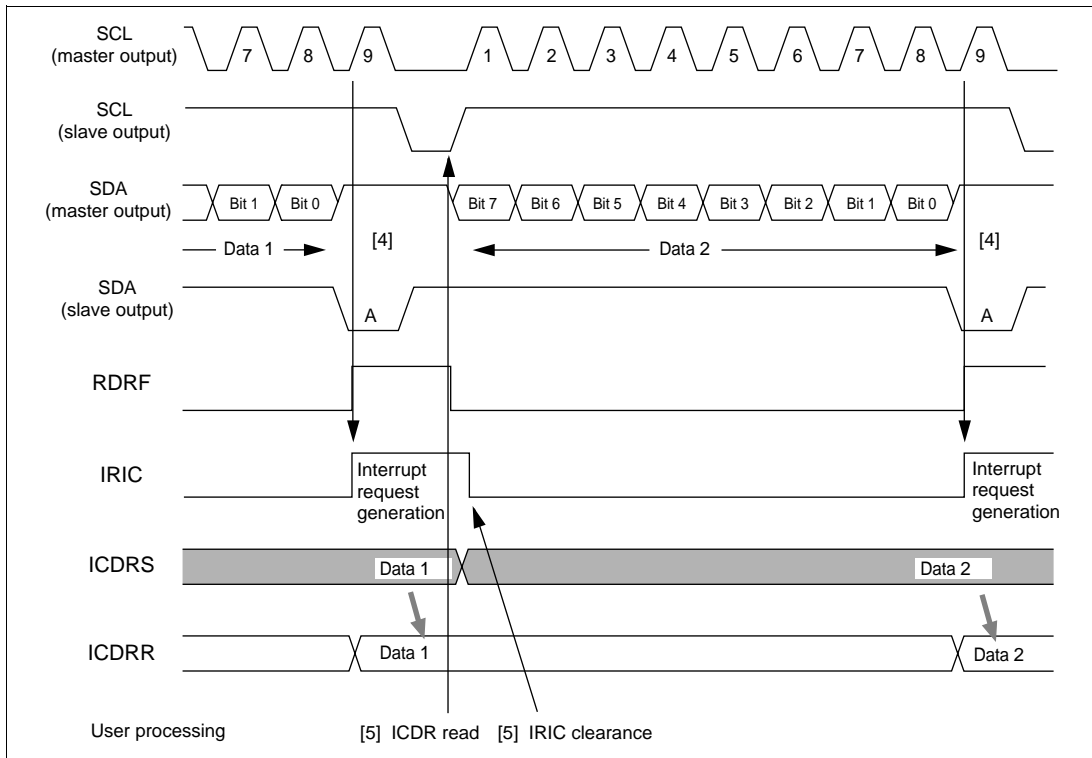 SCL
(master output)
7 8 9 1 2 3 4 5 6 7 8 9
SCL
(slave output)
SDA
(master output)
Bit 1 Bit 0 Bit 7 Bit 6 Bit 5 Bit 4 Bit 3 Bit 2 Bit 1 Bit 0
Data 1 [4] Data 2 [4]
SDA
(slave output)
A A
RDRF
IRIC
Interrupt
request
generation
Interrupt
request
generation
ICDRS
Data 1 Data 2
ICDRR
Data 1 Data 2
User processing [5] ICDR read [5] IRIC clearance